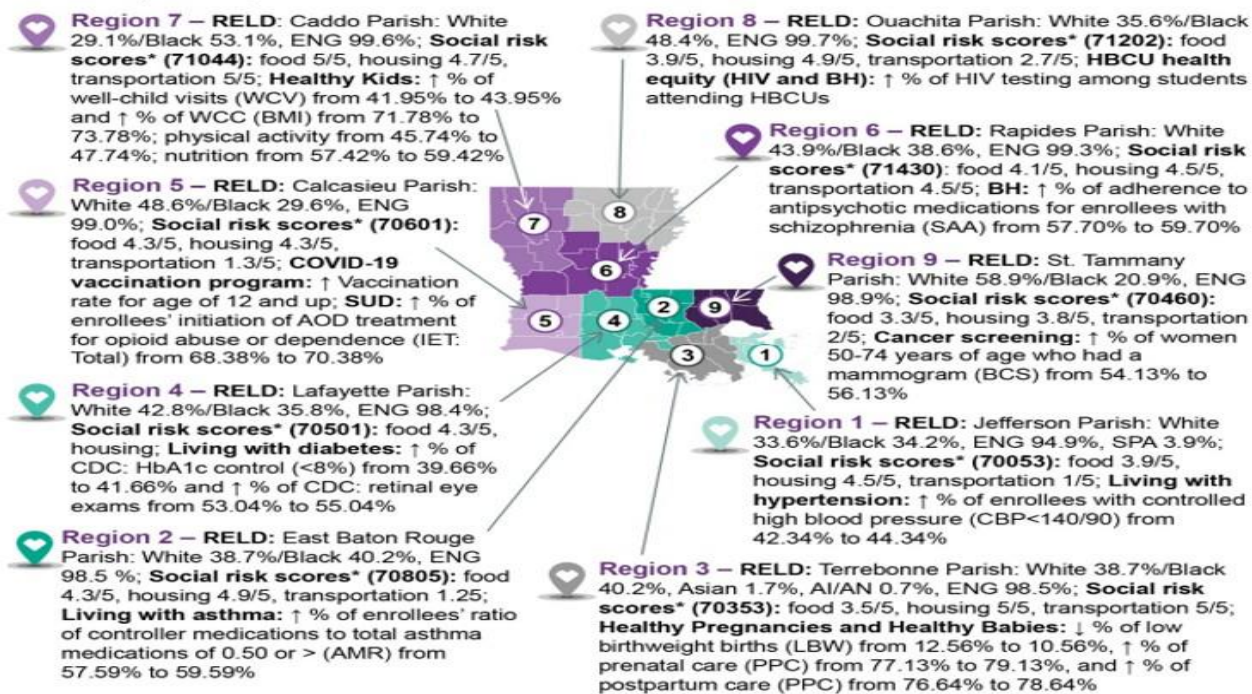 Region 7 – RELD: Caddo Parish: White
29.1%/Black 53.1%, ENG 99.6%; Social risk
scores* (71044): food 5/5, housing 4.7/5,
transportation 5/5; Healthy Kids: ↑ % of
well-child visits (WCV) from 41.95% to 43.95%
and ↑ % of WCC (BMI) from 71.78% to
73.78%; physical activity from 45.74% to
47.74%; nutrition from 57.42% to 59.42%
Region 5 – RELD: Calcasieu Parish:
White 48.6%/Black 29.6%, ENG
99.0%; Social risk scores* (70601):
food 4.3/5, housing 4.3/5,
transportation 1.3/5; COVID-19
vaccination program: ↑ Vaccination
rate for age of 12 and up; SUD: ↑ % of
enrollees' initiation of AOD treatment
for opioid abuse or dependence (IET:
Total) from 68.38% to 70.38%
Region 4 – RELD: Lafayette Parish:
White 42.8%/Black 35.8%, ENG 98.4%;
Social risk scores* (70501): food 4.3/5,
housing; Living with diabetes: ↑ % of
CDC: HbA1c control (<8%) from 39.66%
to 41.66% and ↑ % of CDC: retinal eye
exams from 53.04% to 55.04%
Region 2 – RELD: East Baton Rouge
Parish: White 38.7%/Black 40.2%, ENG
98.5 %; Social risk scores* (70805): food
4.3/5, housing 4.9/5, transportation 1.25;
Living with asthma: ↑ % of enrollees' ratio
of controller medications to total asthma
medications of 0.50 or > (AMR) from
57.59% to 59.59%
7
8
6
5
4
2
9
3
1
Region 8 – RELD: Ouachita Parish: White 35.6%/Black
48.4%, ENG 99.7%; Social risk scores* (71202): food
3.9/5, housing 4.9/5, transportation 2.7/5; HBCU health
equity (HIV and BH): ↑ % of HIV testing among students
attending HBCUs
Region 6 – RELD: Rapides Parish: White
43.9%/Black 38.6%, ENG 99.3%; Social risk
scores* (71430): food 4.1/5, housing 4.5/5,
transportation 4.5/5; BH: ↑ % of adherence to
antipsychotic medications for enrollees with
schizophrenia (SAA) from 57.70% to 59.70%
Region 9 – RELD: St. Tammany
Parish: White 58.9%/Black 20.9%, ENG
98.9%; Social risk scores* (70460):
food 3.3/5, housing 3.8/5, transportation
2/5; Cancer screening: ↑ % of women
50-74 years of age who had a
mammogram (BCS) from 54.13% to
56.13%
Region 1 – RELD: Jefferson Parish: White
33.6%/Black 34.2%, ENG 94.9%, SPA 3.9%;
Social risk scores* (70053): food 3.9/5,
housing 4.5/5, transportation 1/5; Living with
hypertension: ↑ % of enrollees with controlled
high blood pressure (CBP<140/90) from
42.34% to 44.34%
Region 3 – RELD: Terrebonne Parish: White 38.7%/Black
40.2%, Asian 1.7%, AI/AN 0.7%, ENG 98.5%; Social risk
scores* (70353): food 3.5/5, housing 5/5, transportation 5/5;
Healthy Pregnancies and Healthy Babies: ↓ % of low
birthweight births (LBW) from 12.56% to 10.56%, ↑ % of
prenatal care (PPC) from 77.13% to 79.13%, and ↑ % of
postpartum care (PPC) from 76.64% to 78.64%